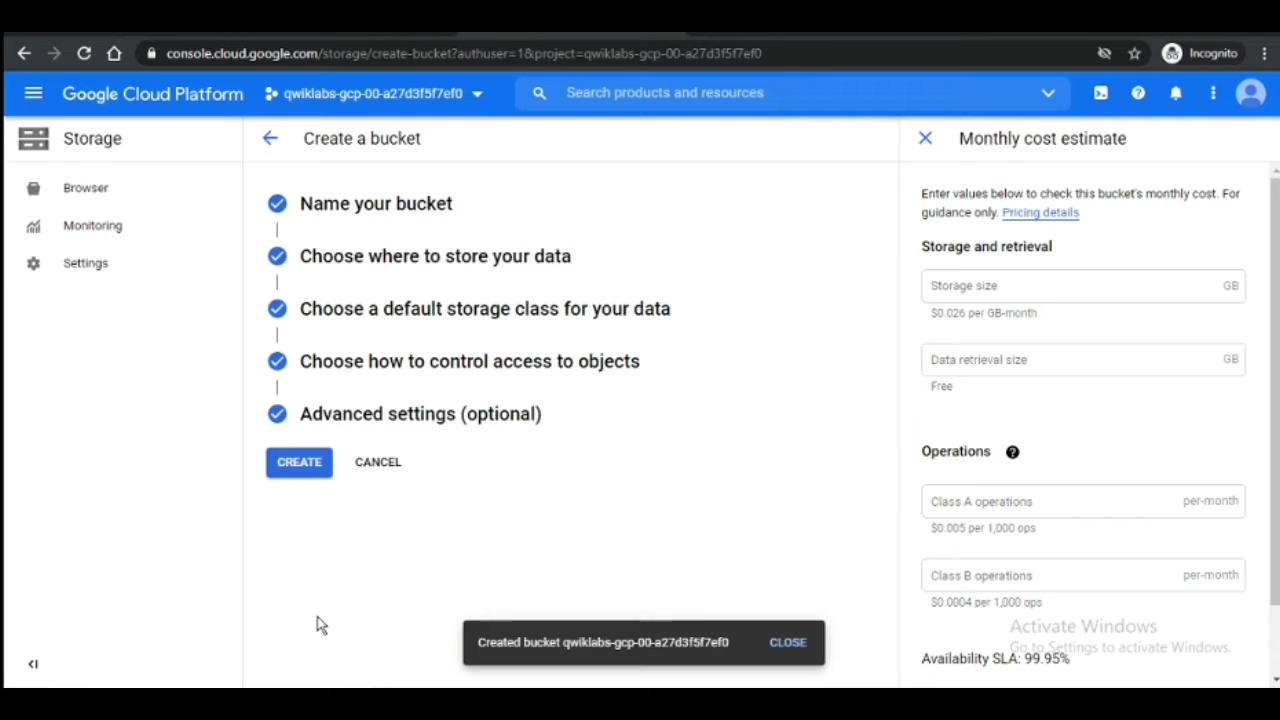 console.cloud.google.com/storage/create-bucket?authuser=1&project=qwiklabs-gcp-00-a27d3f5f7ef0
Incognito
Google Cloud Platform
qwiklabs-gcp-00-a27d3f5f7ef0
Search products and resources
Storage
Browser
Monitoring
Settings
Create a bucket
Name your bucket
Choose where to store your data
Choose a default storage class for your data
Choose how to control access to objects
Advanced settings (optional)
CREATE
CANCEL
Monthly cost estimate
Enter values below to check this bucket's monthly cost. For
guidance only. Pricing details
Storage and retrieval
Storage size GB
$0.026 per GB-month
Data retrieval size GB
Free
Operations
Class A operations per-month
$0.005 per 1,000 ops
Class B operations per-month
$0.0004 per 1,000 ops
Activate Windows
Go to Settings to activate Windows.
Availability SLA: 99.95%
Created bucket qwiklabs-gcp-00-a27d3f5f7ef0 CLOSE